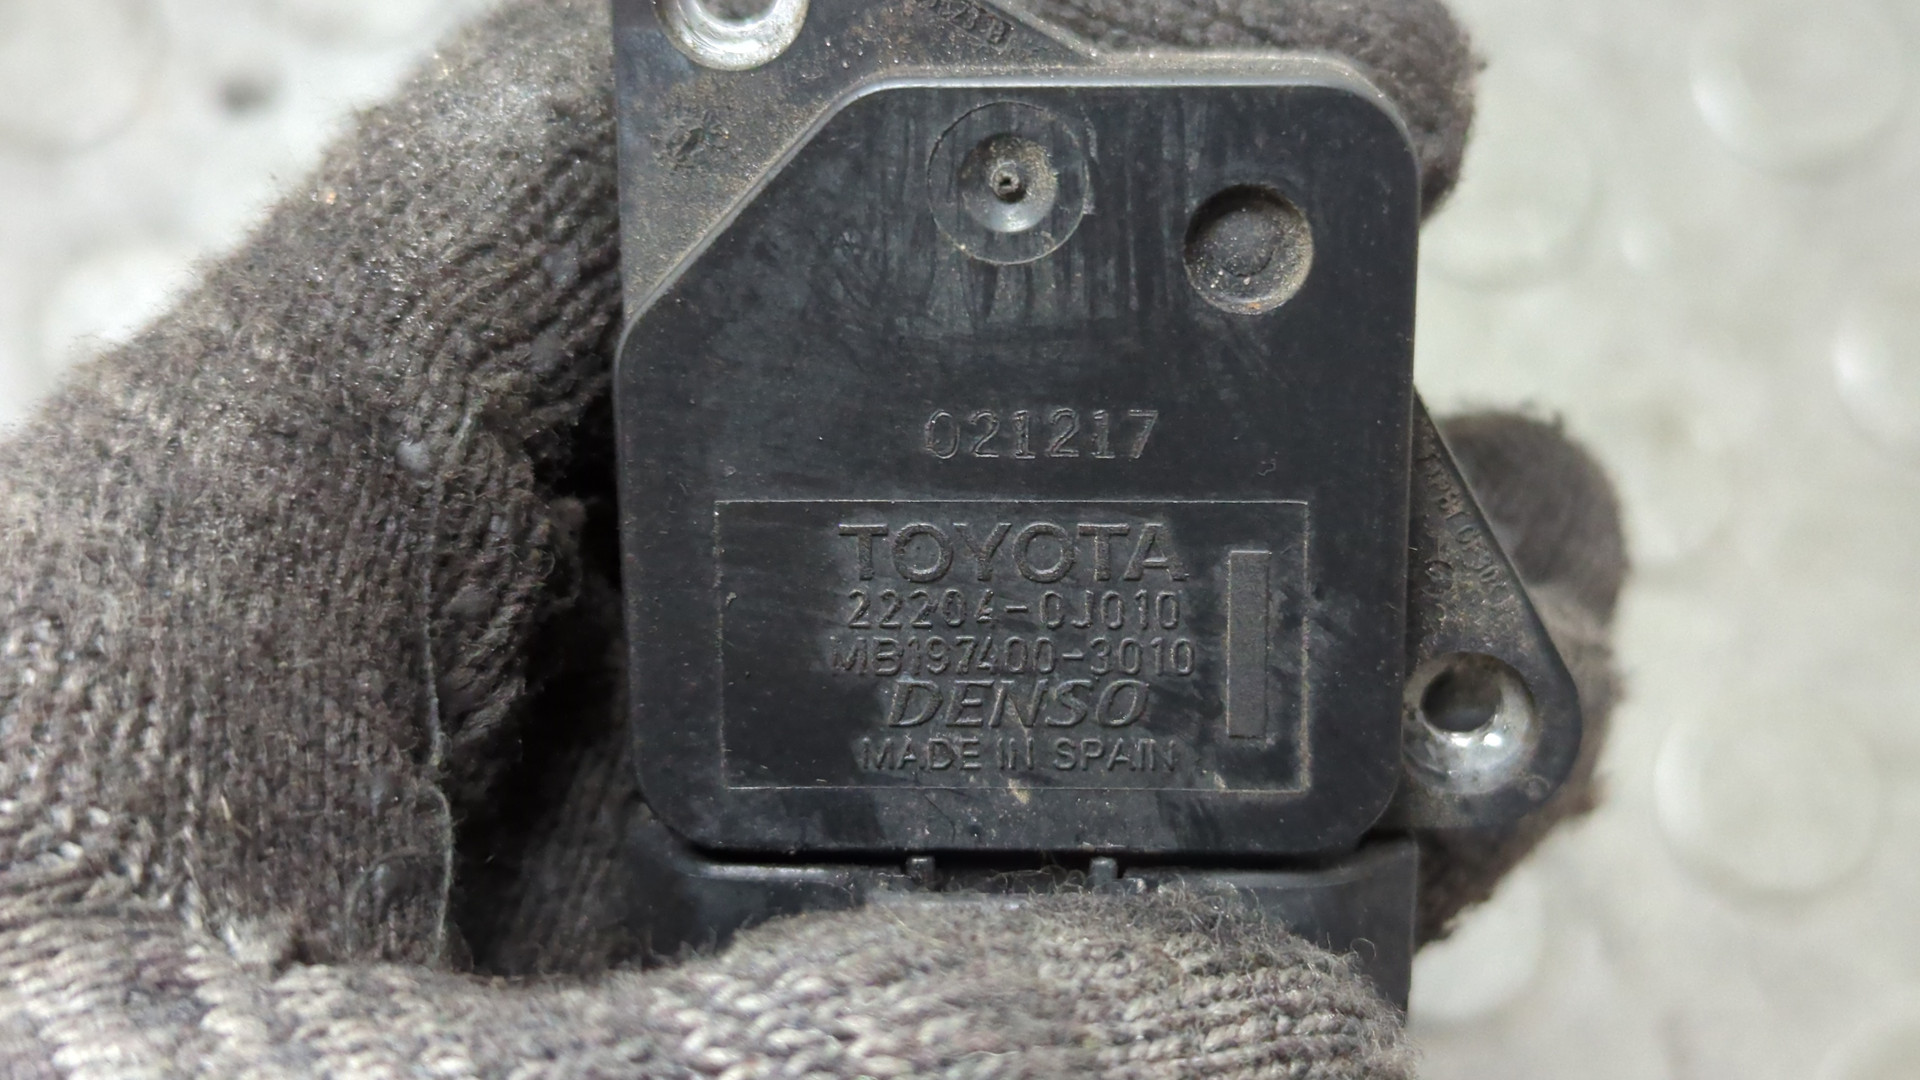 021217
TOYOTA
22204-0J010
MB197400-3010
DENSO
MADE IN SPAIN